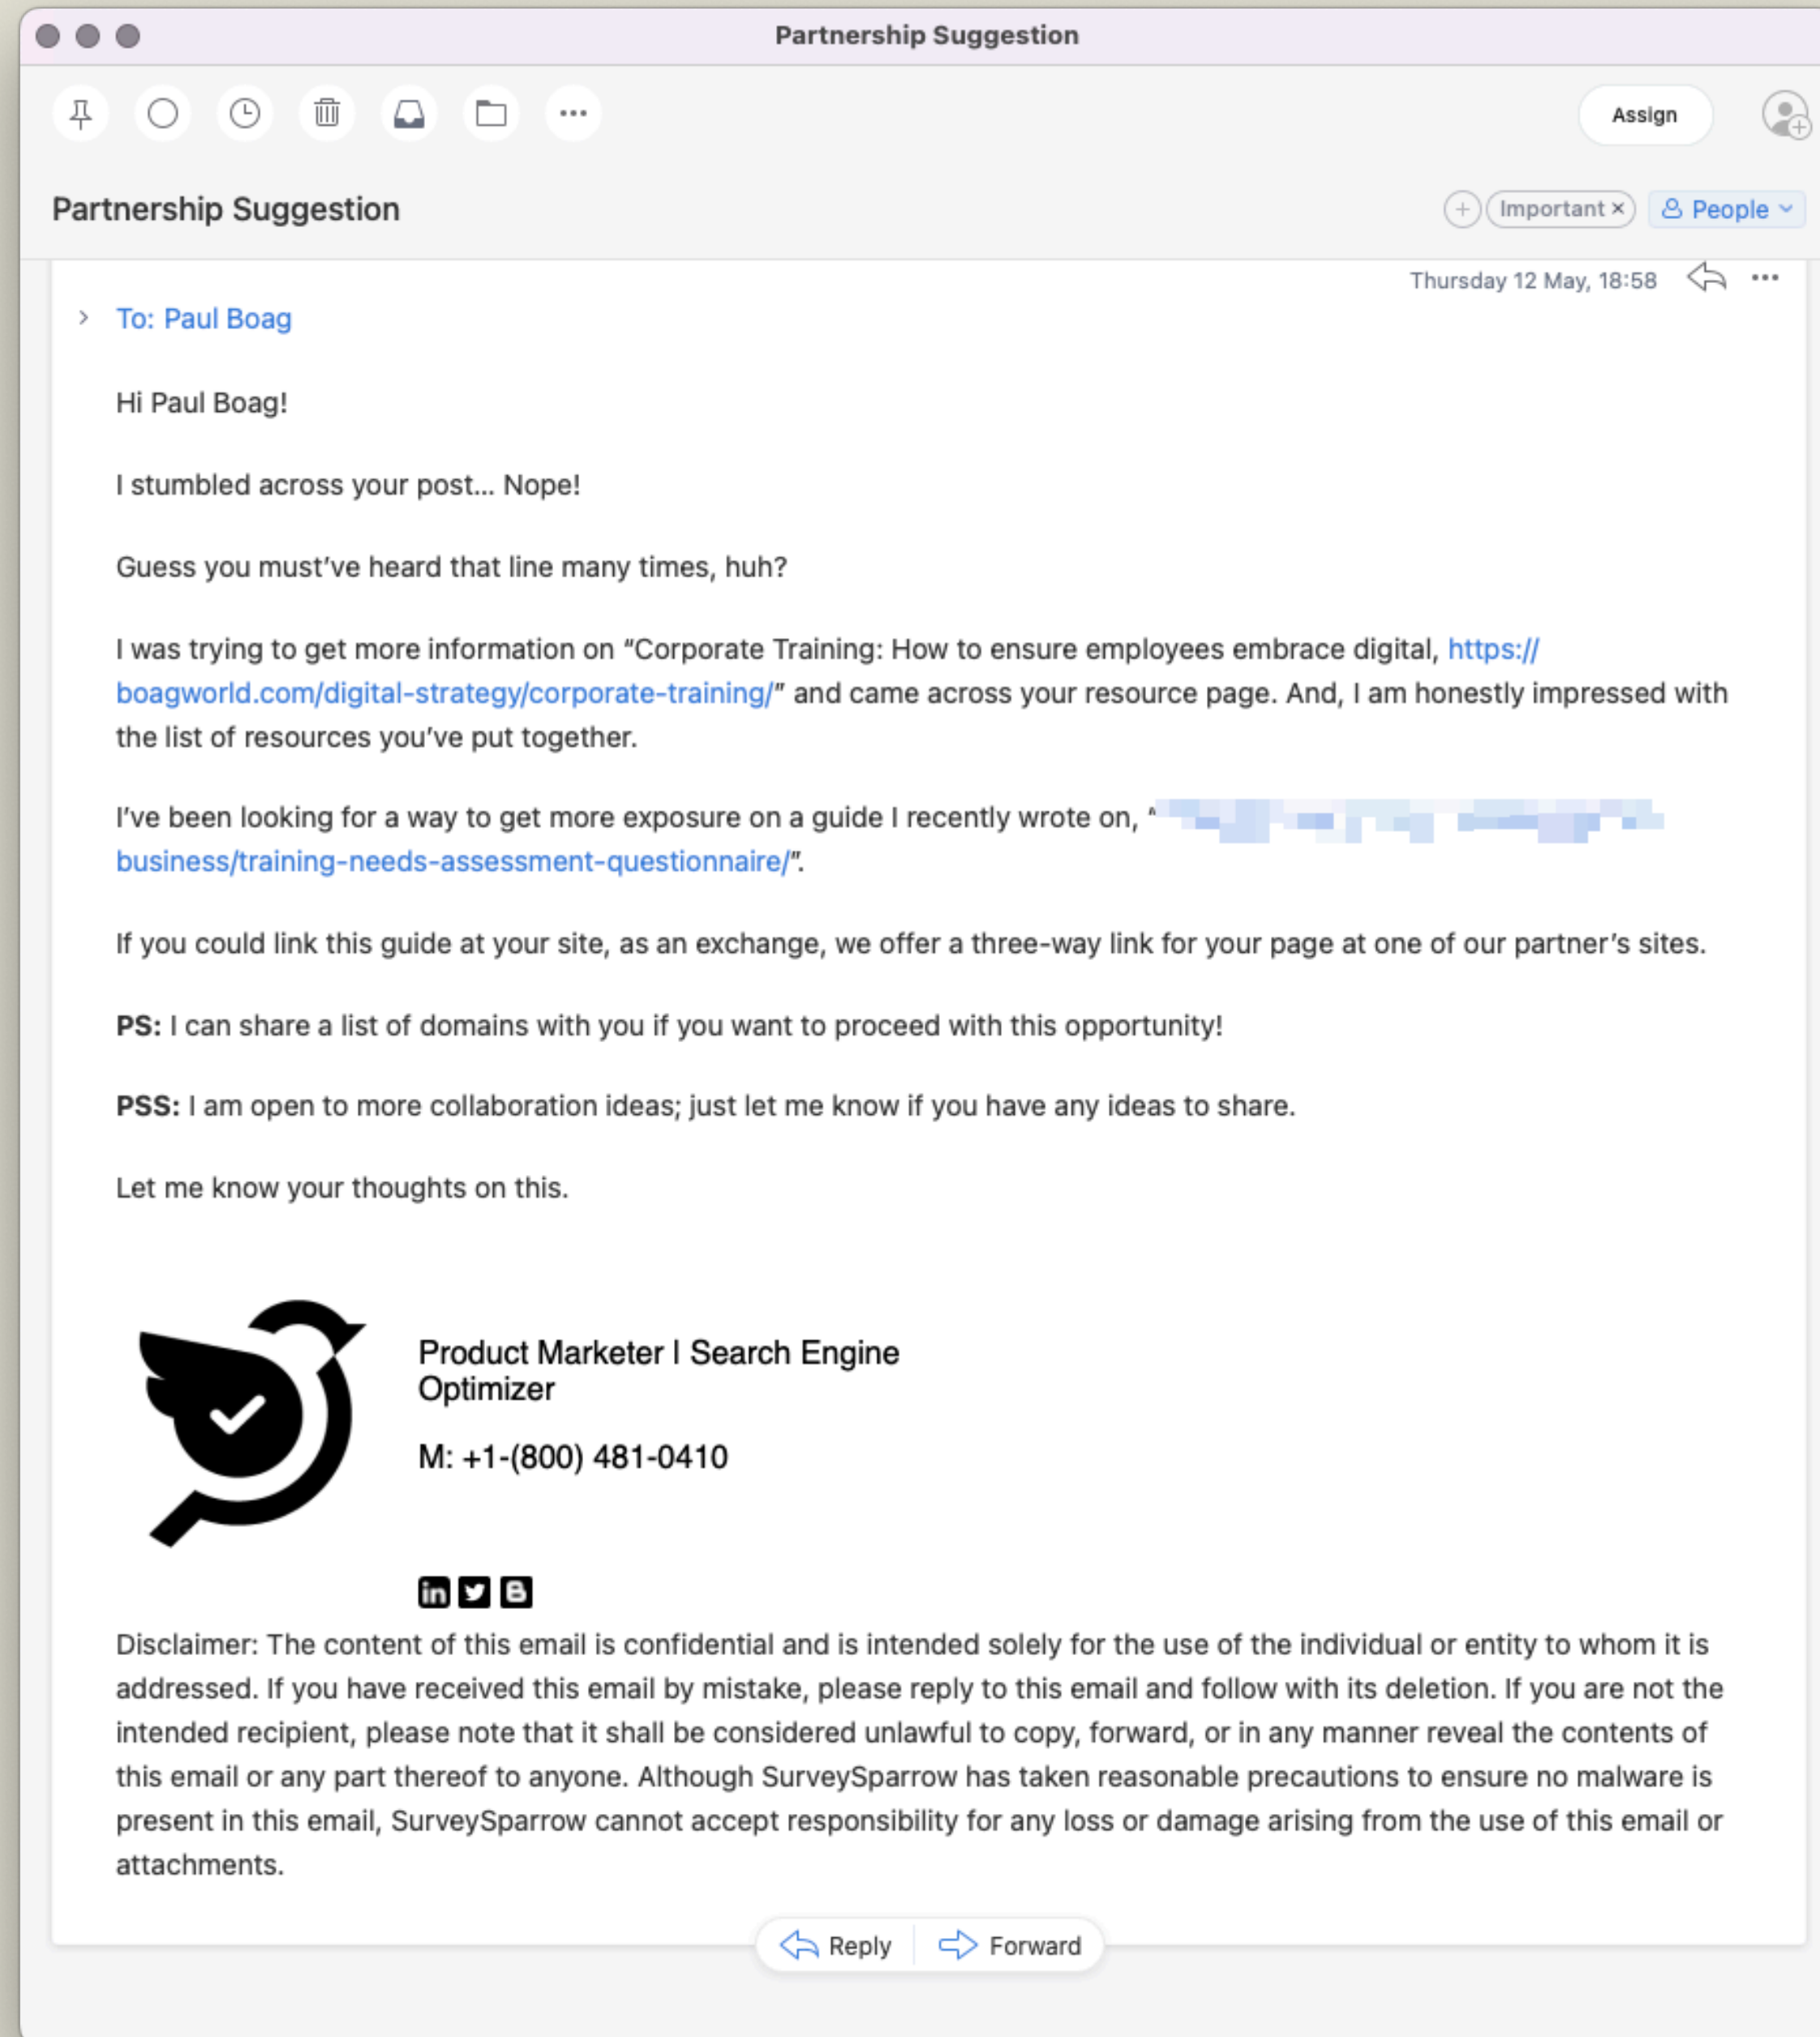 Partnership Suggestion
Assign
Partnership Suggestion
Important ×
People
Thursday 12 May, 18:58
To: Paul Boag
Hi Paul Boag!
I stumbled across your post... Nope!
Guess you must’ve heard that line many times, huh?
I was trying to get more information on “Corporate Training: How to ensure employees embrace digital, https://
boagworld.com/digital-strategy/corporate-training/” and came across your resource page. And, I am honestly impressed with
the list of resources you’ve put together.
I’ve been looking for a way to get more exposure on a guide I recently wrote on, “
business/training-needs-assessment-questionnaire/”.
If you could link this guide at your site, as an exchange, we offer a three-way link for your page at one of our partner’s sites.
PS: I can share a list of domains with you if you want to proceed with this opportunity!
PSS: I am open to more collaboration ideas; just let me know if you have any ideas to share.
Let me know your thoughts on this.
Product Marketer | Search Engine
Optimizer
M: +1-(800) 481-0410
in
B
Disclaimer: The content of this email is confidential and is intended solely for the use of the individual or entity to whom it is
addressed. If you have received this email by mistake, please reply to this email and follow with its deletion. If you are not the
intended recipient, please note that it shall be considered unlawful to copy, forward, or in any manner reveal the contents of
this email or any part thereof to anyone. Although SurveySparrow has taken reasonable precautions to ensure no malware is
present in this email, SurveySparrow cannot accept responsibility for any loss or damage arising from the use of this email or
attachments.
Reply
Forward